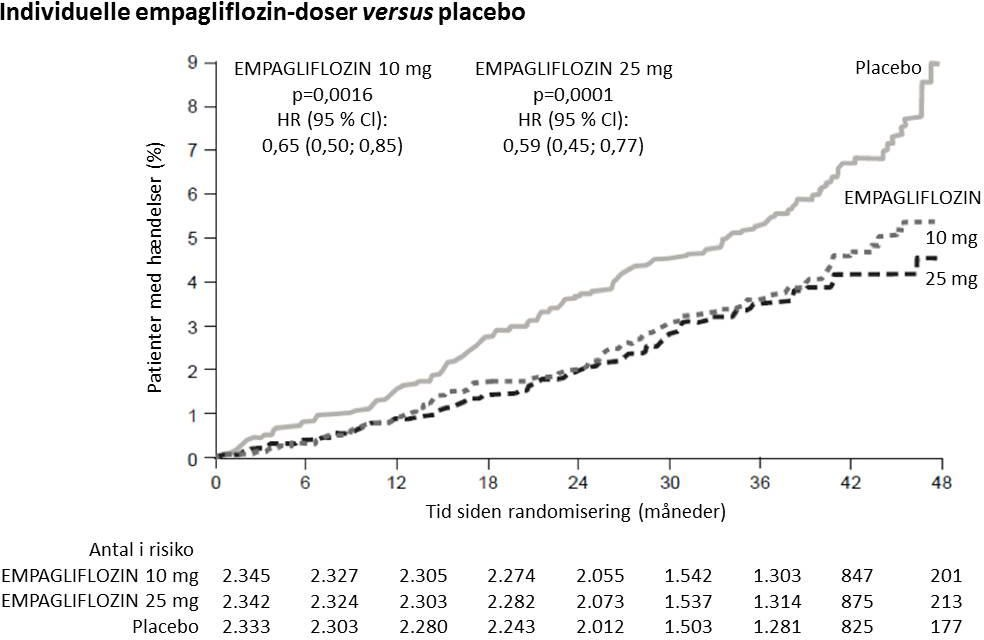 Individuelle empagliflozin-doser versus placebo
EMPAGLIFLOZIN 10 mg
p=0,0016
HR (95 % Cl):
0,65 (0,50; 0,85)
EMPAGLIFLOZIN 25 mg
p=0,0001
HR (95 % Cl):
0,59 (0,45; 0,77)
Placebo
EMPAGLIFLOZIN
10 mg
25 mg
Patienter med hændelser (%)
9
8
7
6
5
4
3
2
1
0
0 6 12 18 24 30 36 42 48
Tid siden randomisering (måneder)
Antal i risiko
EMPAGLIFLOZIN 10 mg 2.345 2.327 2.305 2.274 2.055 1.542 1.303 847 201
EMPAGLIFLOZIN 25 mg 2.342 2.324 2.303 2.282 2.073 1.537 1.314 875 213
Placebo 2.333 2.303 2.280 2.243 2.012 1.503 1.281 825 177